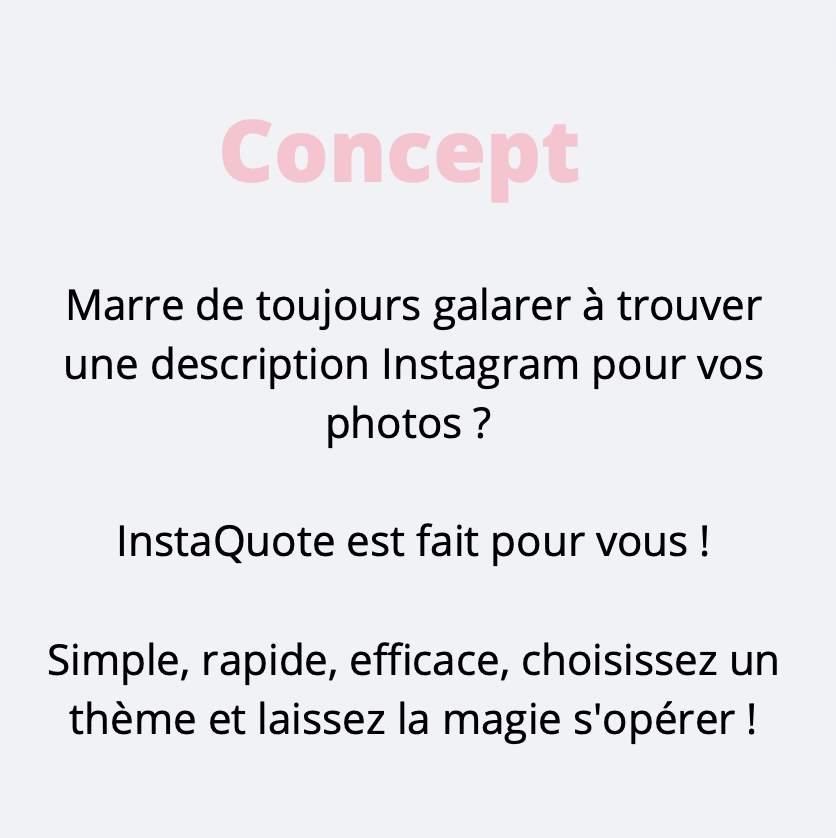 Concept
Marre de toujours galarer à trouver
une description Instagram pour vos
photos ?
InstaQuote est fait pour vous !
Simple, rapide, efficace, choisissez un
thème et laissez la magie s'opérer !